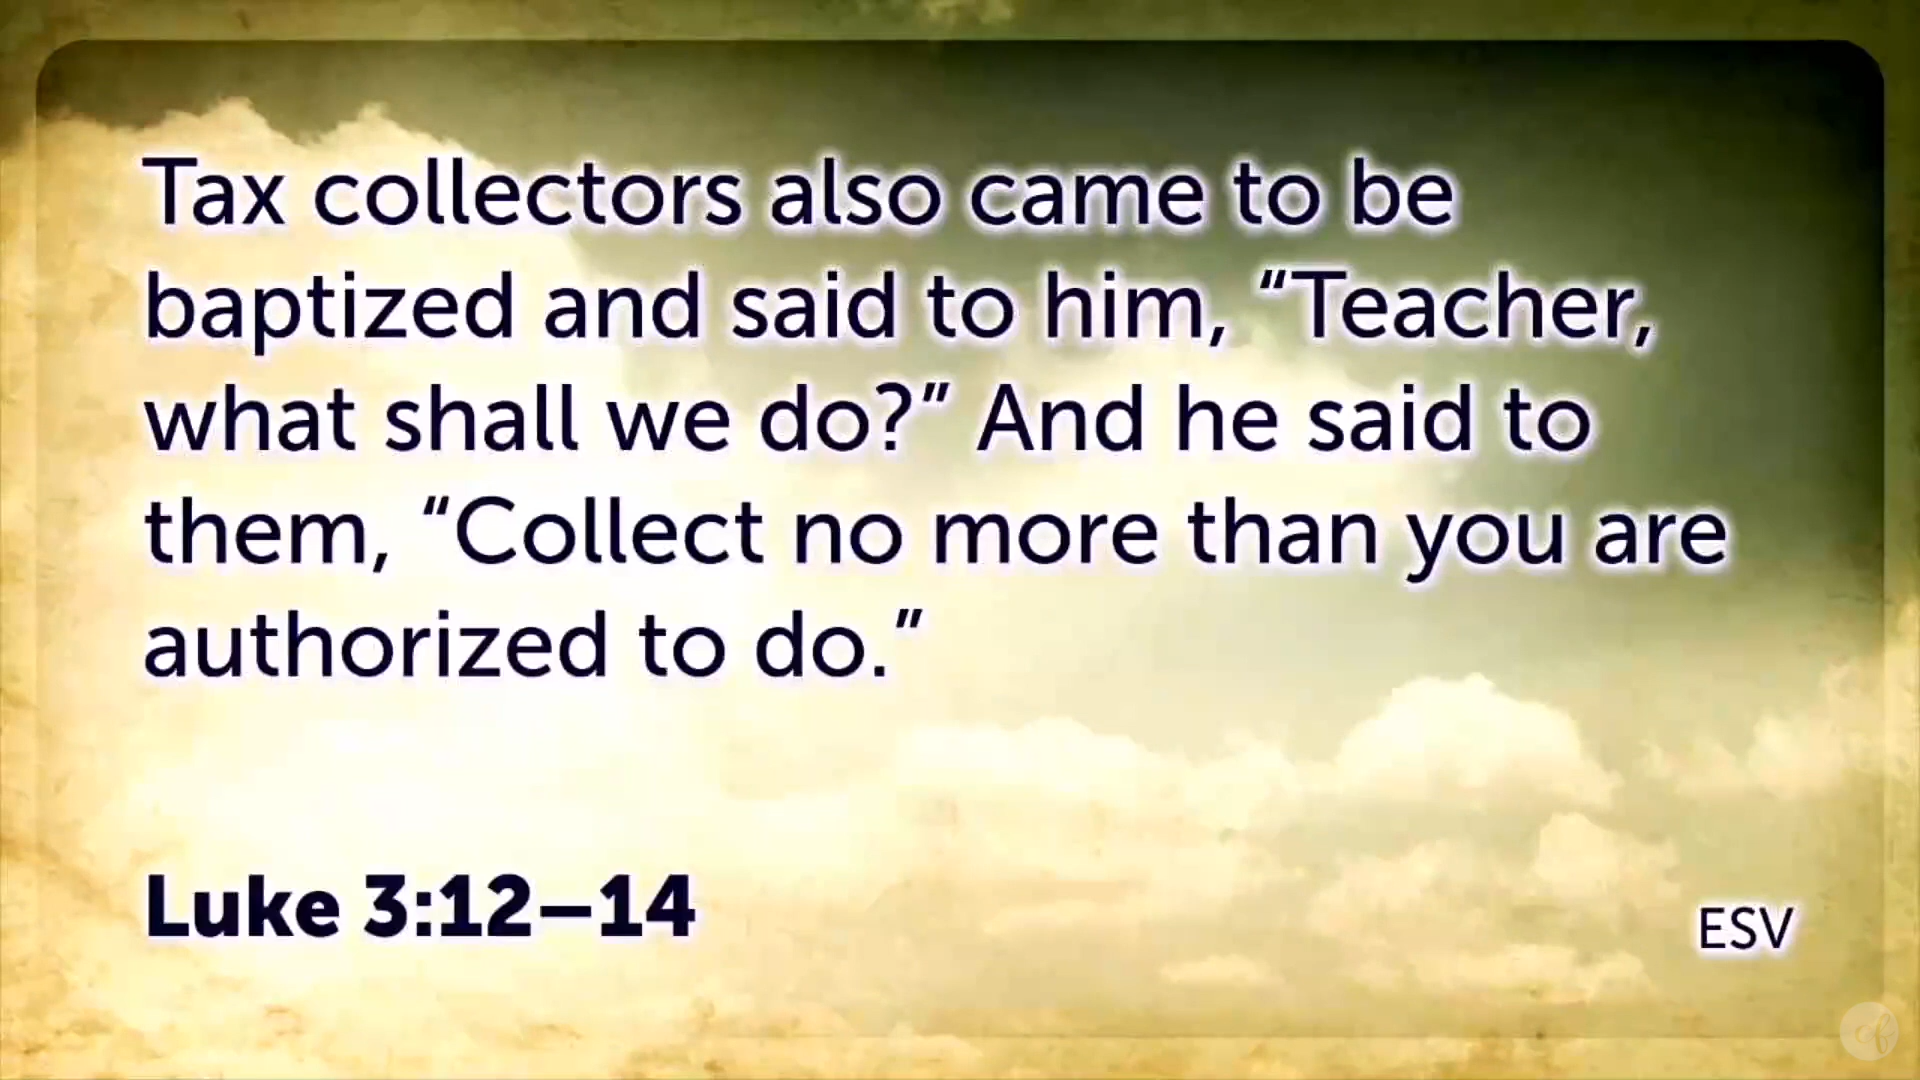 Tax collectors also came to be
baptized and said to him, “Teacher,
what shall we do?” And he said to
them, “Collect no more than you are
authorized to do.”
Luke 3:12–14
ESV